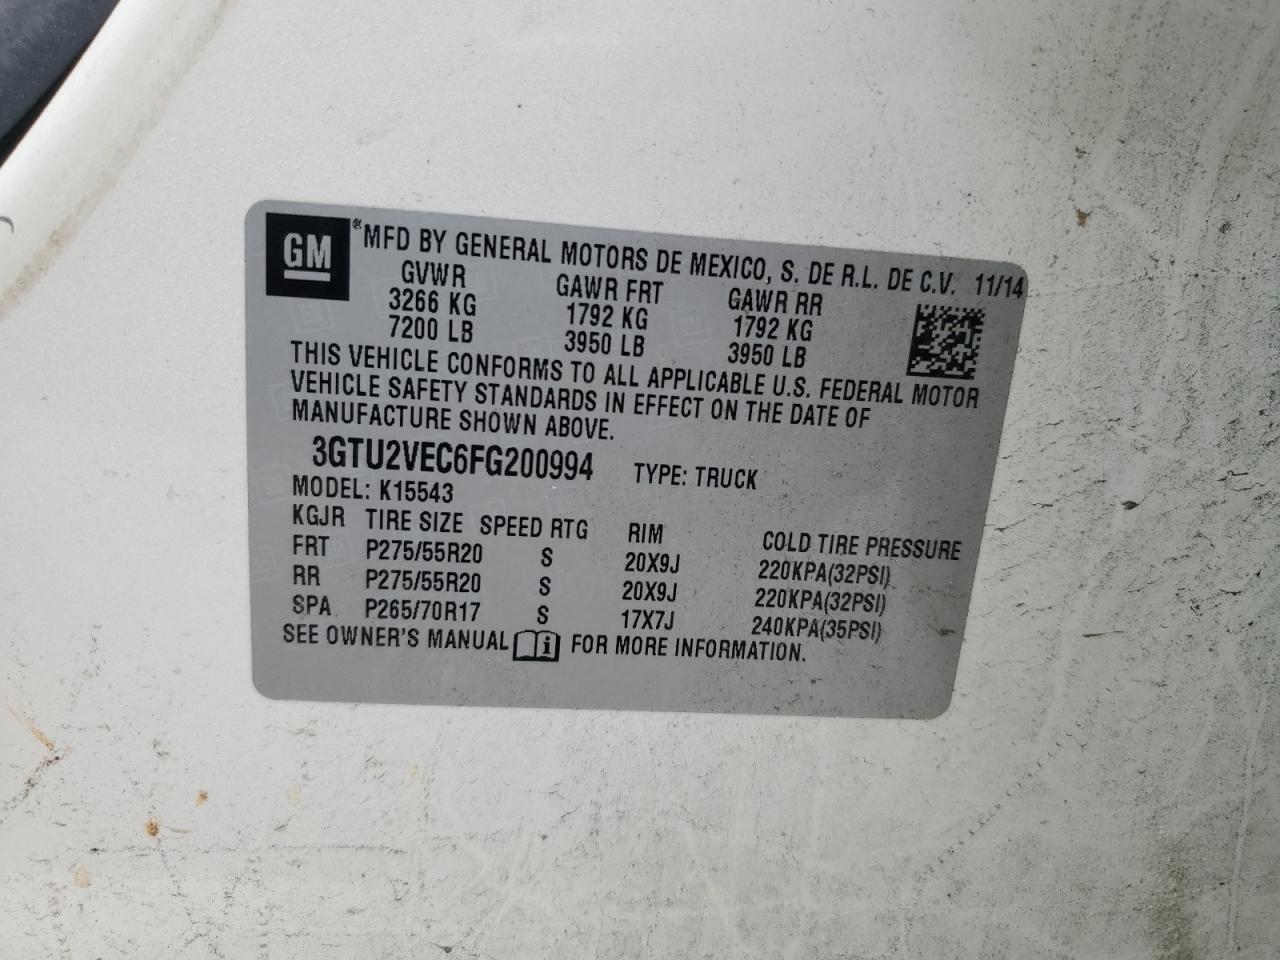 GM ® MFD BY GENERAL MOTORS DE MEXICO, S. DE R.L. DE C.V. 11/14
GVWR GAWR FRT GAWR RR
3266 KG 1792 KG 1792 KG
7200 LB 3950 LB 3950 LB
THIS VEHICLE CONFORMS TO ALL APPLICABLE U.S. FEDERAL MOTOR
VEHICLE SAFETY STANDARDS IN EFFECT ON THE DATE OF
MANUFACTURE SHOWN ABOVE.
3GTU2VEC6FG200994 TYPE: TRUCK
MODEL: K15543
KGJR TIRE SIZE SPEED RTG RIM COLD TIRE PRESSURE
FRT P275/55R20 S 20X9J 220KPA(32PSI)
RR P275/55R20 S 20X9J 220KPA(32PSI)
SPA P265/70R17 S 17X7J 240KPA(35PSI)
SEE OWNER'S MANUAL i FOR MORE INFORMATION.